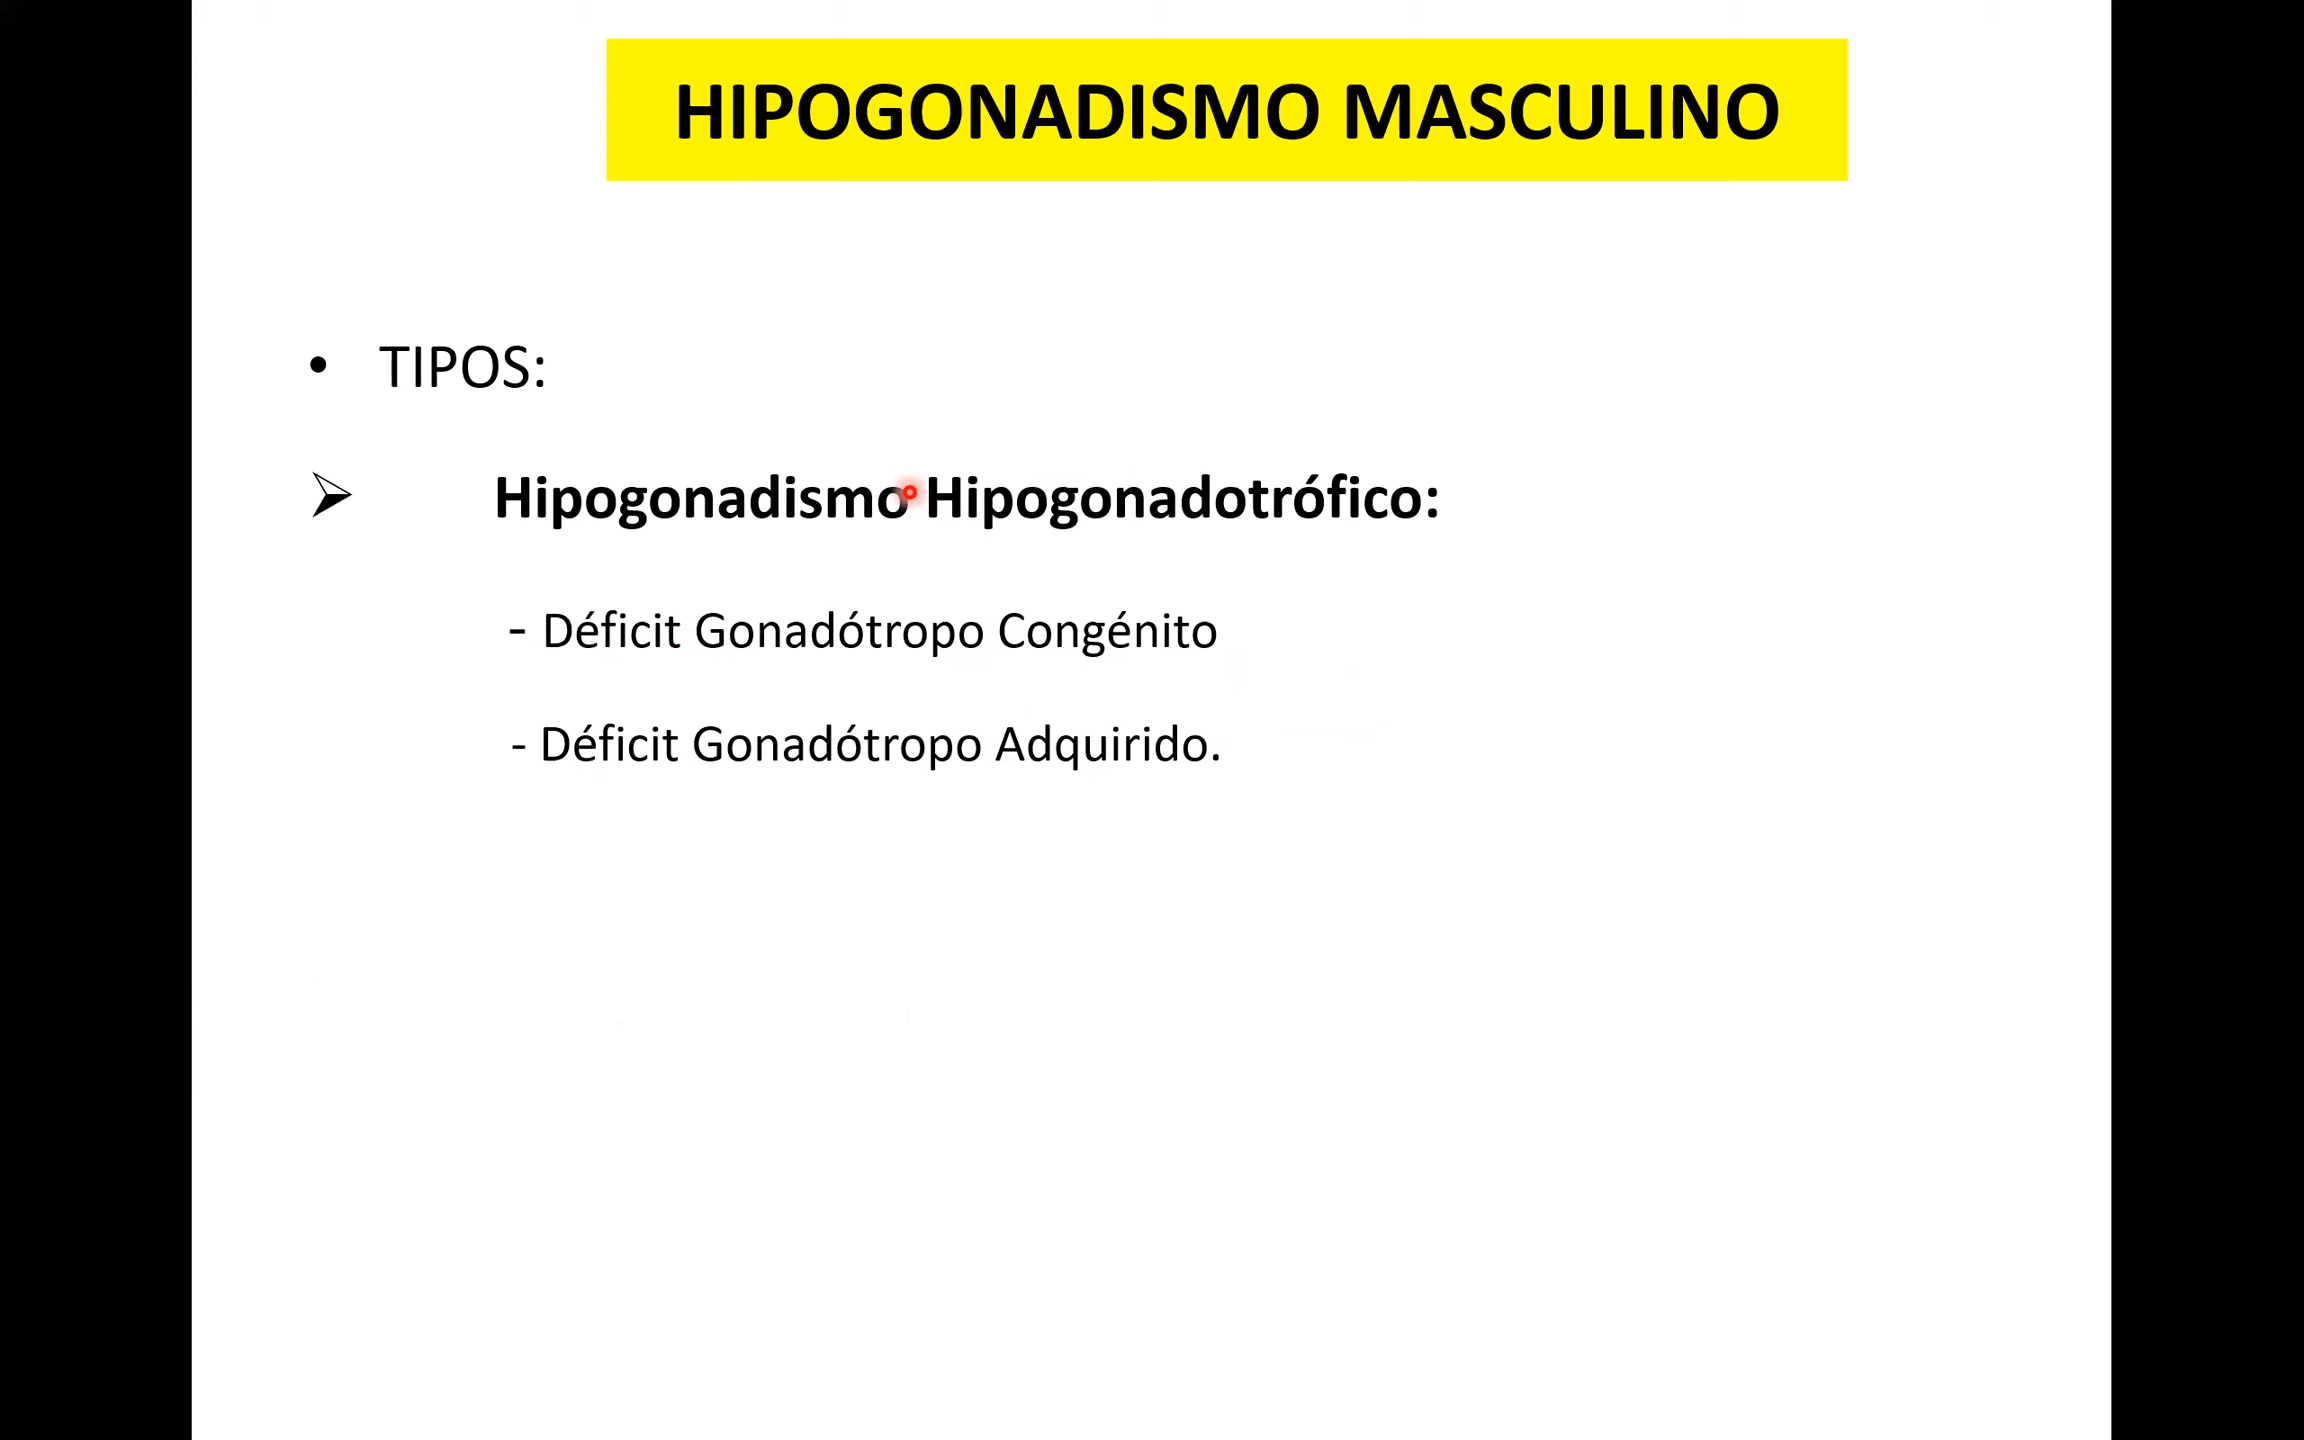 HIPOGONADISMO MASCULINO
• TIPOS:
➢ Hipogonadismo Hipogonadotrófico:
- Déficit Gonadótropo Congénito
- Déficit Gonadótropo Adquirido.